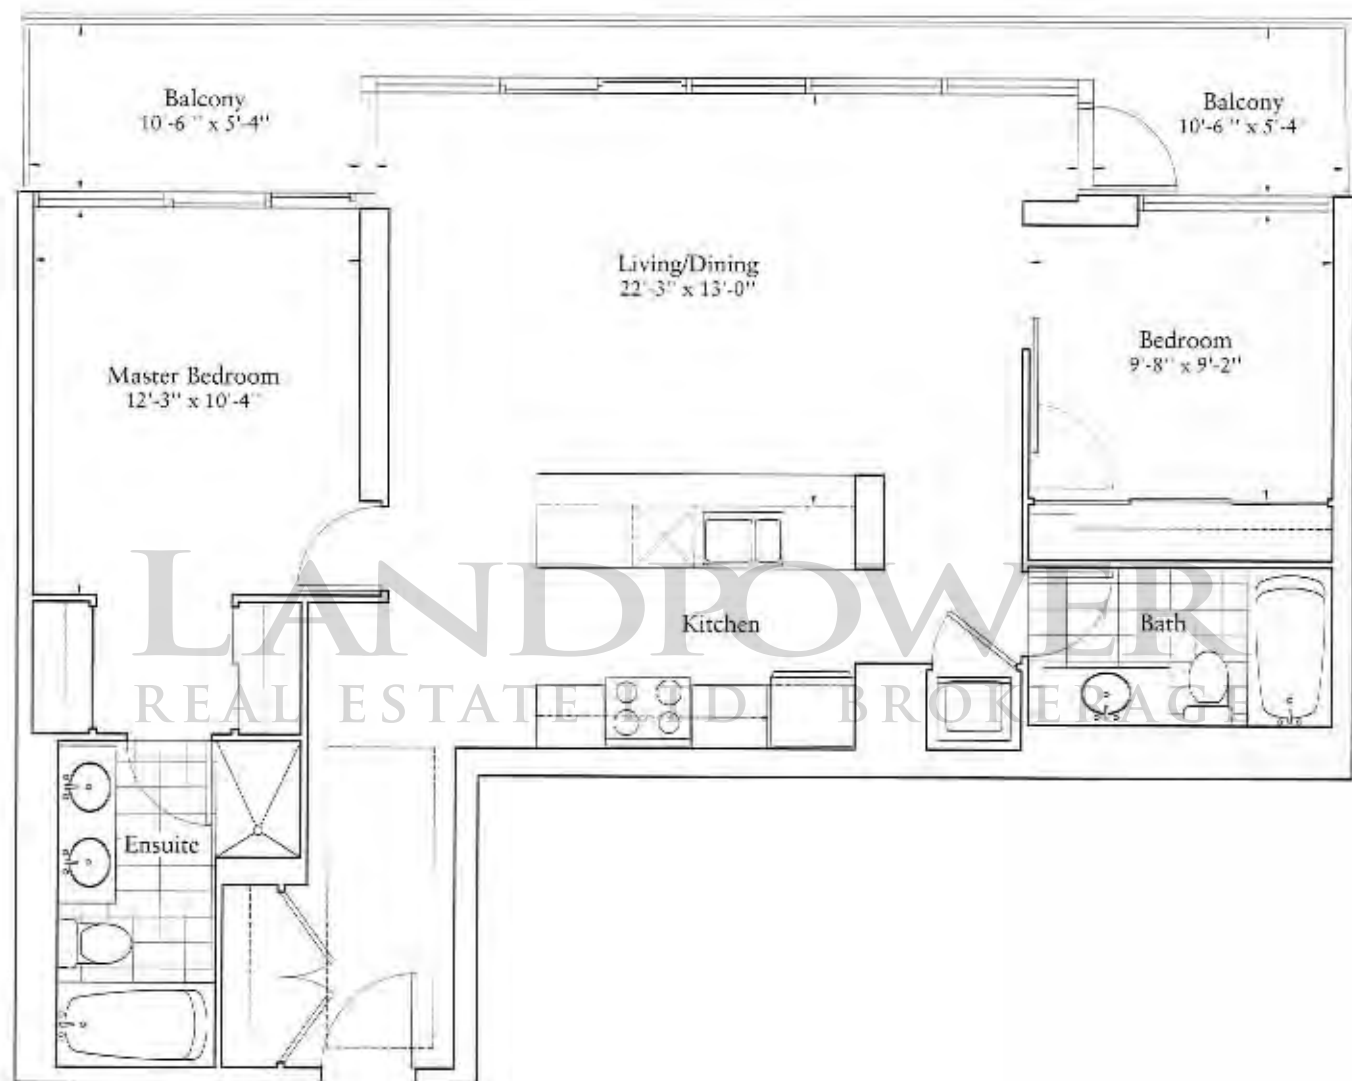 Balcony
10'-6" x 5'-4"
Balcony
10'-6" x 5'-4
Living/Dining
22'-3" x 13'-0"
Bedroom
9'-8" x 9'-2"
Master Bedroom
12'-3" x 10'-4"
LANDPOWER
REAL ESTATE LTD. BROKERAGE
Kitchen
Bath
Ensuite